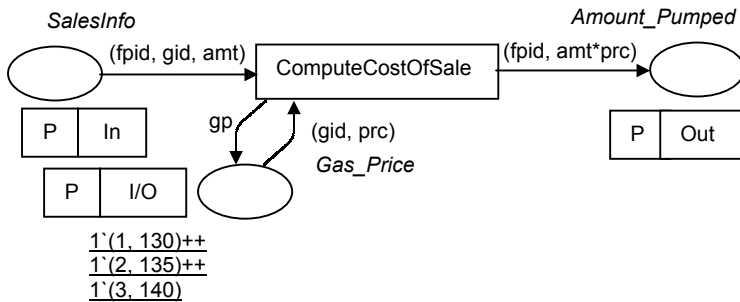 SalesInfo
Amount_Pumped
(fpid, gid, amt)
ComputeCostOfSale
(fpid, amt*prc)
P In
gp
(gid, prc)
P Out
Gas_Price
P I/O
1`(1, 130)++
1`(2, 135)++
1`(3, 140)